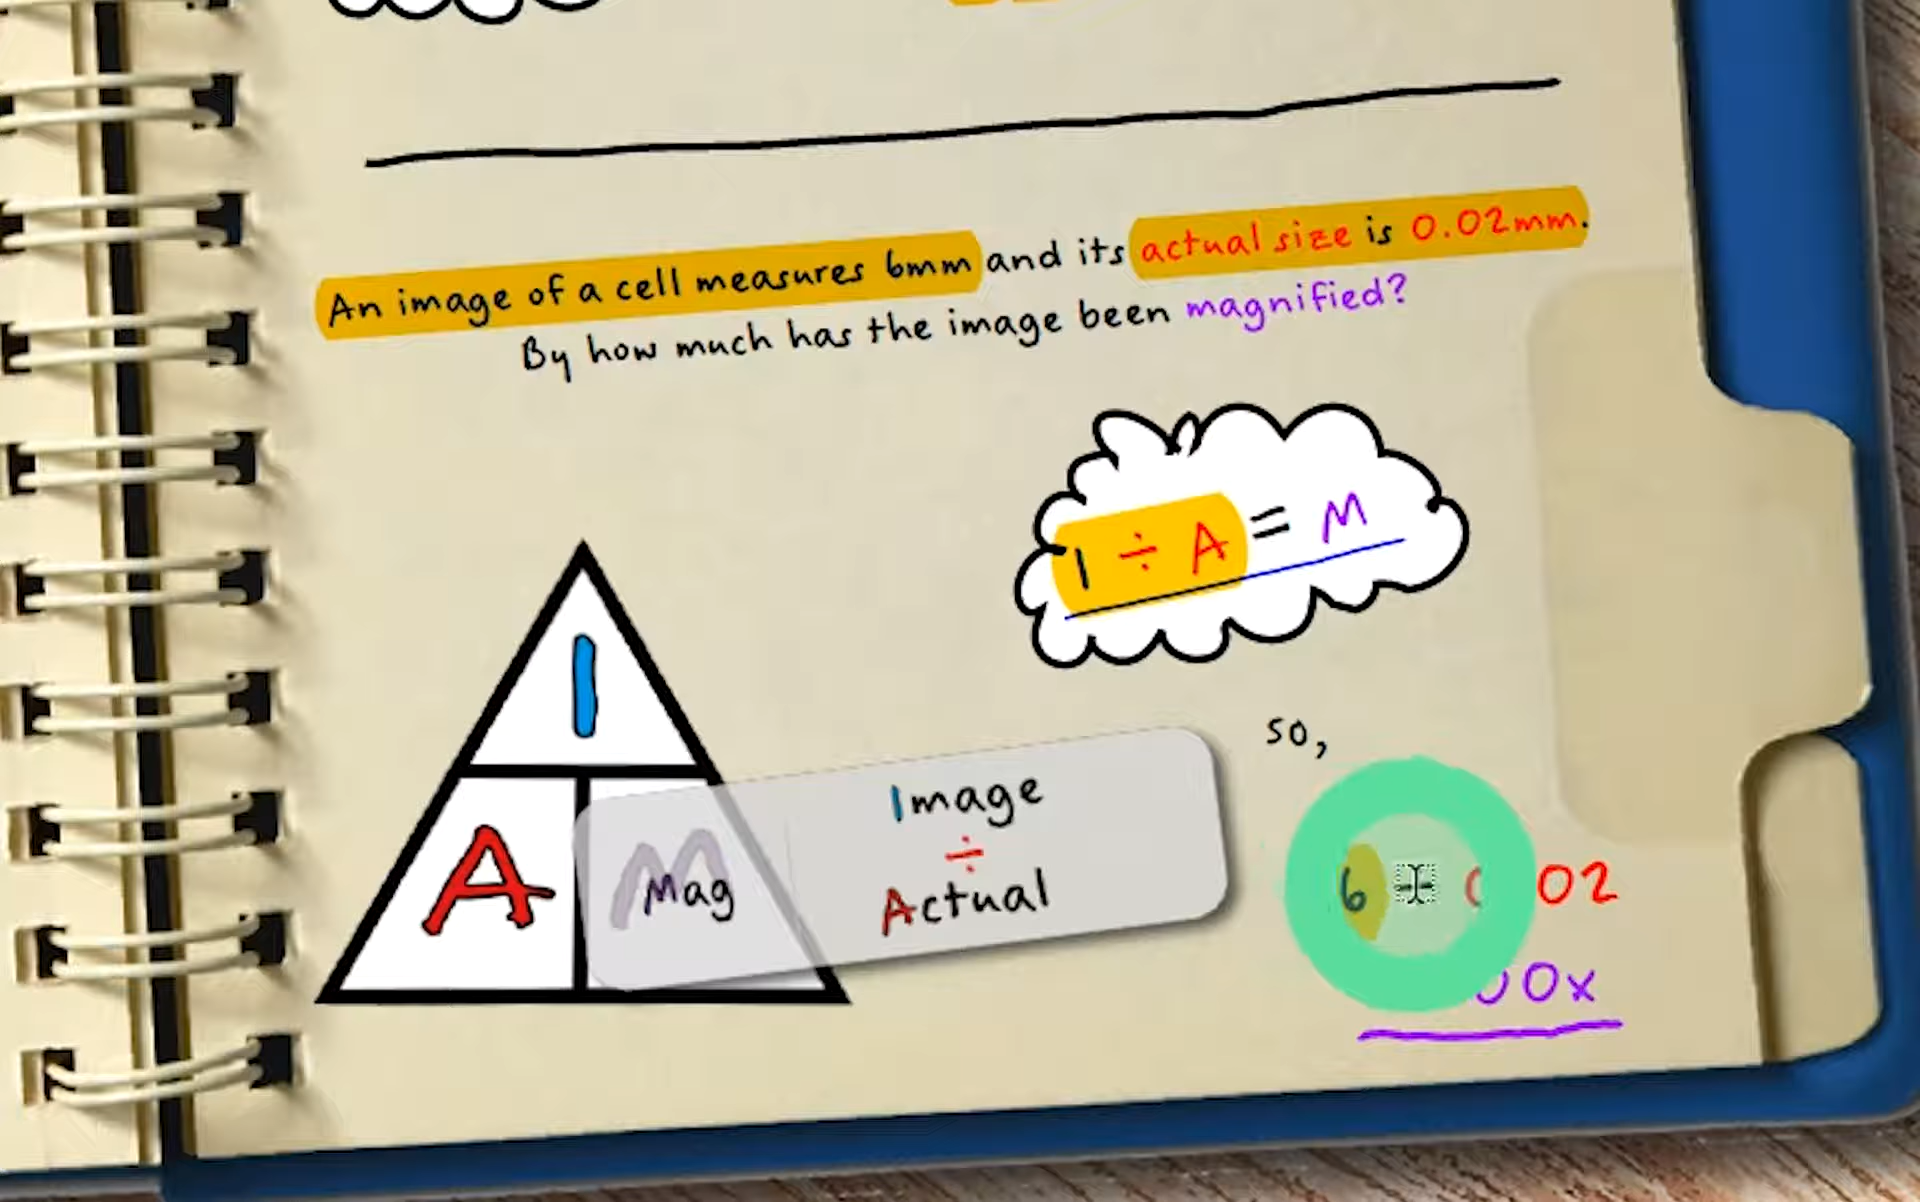 An image of a cell measures 6mm and its actual size is 0.02mm.
By how much has the image been magnified?
I ÷ A = M
I
A
M
Mag
Image
÷
Actual
so,
6 02
0x